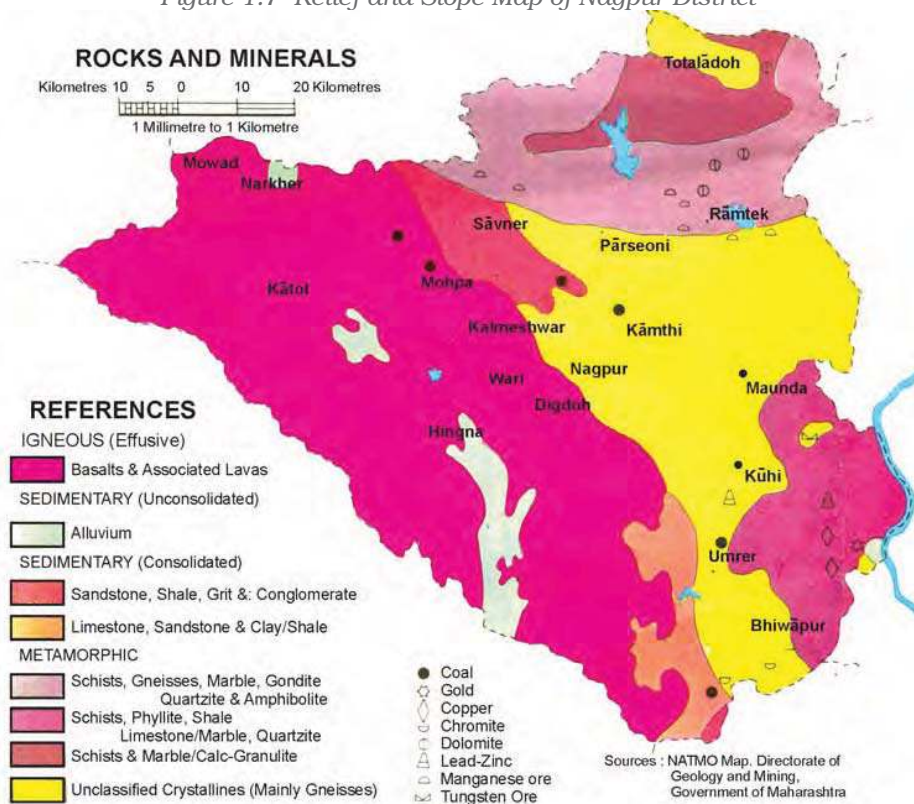 Figure 1.7 Relief and Slope Map of Nagpur District
ROCKS AND MINERALS
Kilometres 10 5 0 10 20 Kilometres
1 Millimetre to 1 Kilometre
Totalādoh
Mowad
Narkher
Rāmtek
Sāvner
Pārseoni
Kātol
Mohpa
Kalmeshwar
Kāmthi
Nagpur
Wari
Maunda
Digdoh
Hingna
Kūhi
Umrer
Bhiwāpur
REFERENCES
IGNEOUS (Effusive)
Basalts & Associated Lavas
SEDIMENTARY (Unconsolidated)
Alluvium
SEDIMENTARY (Consolidated)
Sandstone, Shale, Grit &: Conglomerate
Limestone, Sandstone & Clay/Shale
METAMORPHIC
Schists, Gneisses, Marble, Gondite
Quartzite & Amphibolite
Schists, Phyllite, Shale
Limestone/Marble, Quartzite
Schists & Marble/Calc-Granulite
Unclassified Crystallines (Mainly Gneisses)
Coal
Gold
Copper
Chromite
Dolomite
Lead-Zinc
Manganese ore
Tungsten Ore
Sources : NATMO Map. Directorate of
Geology and Mining,
Government of Maharashtra